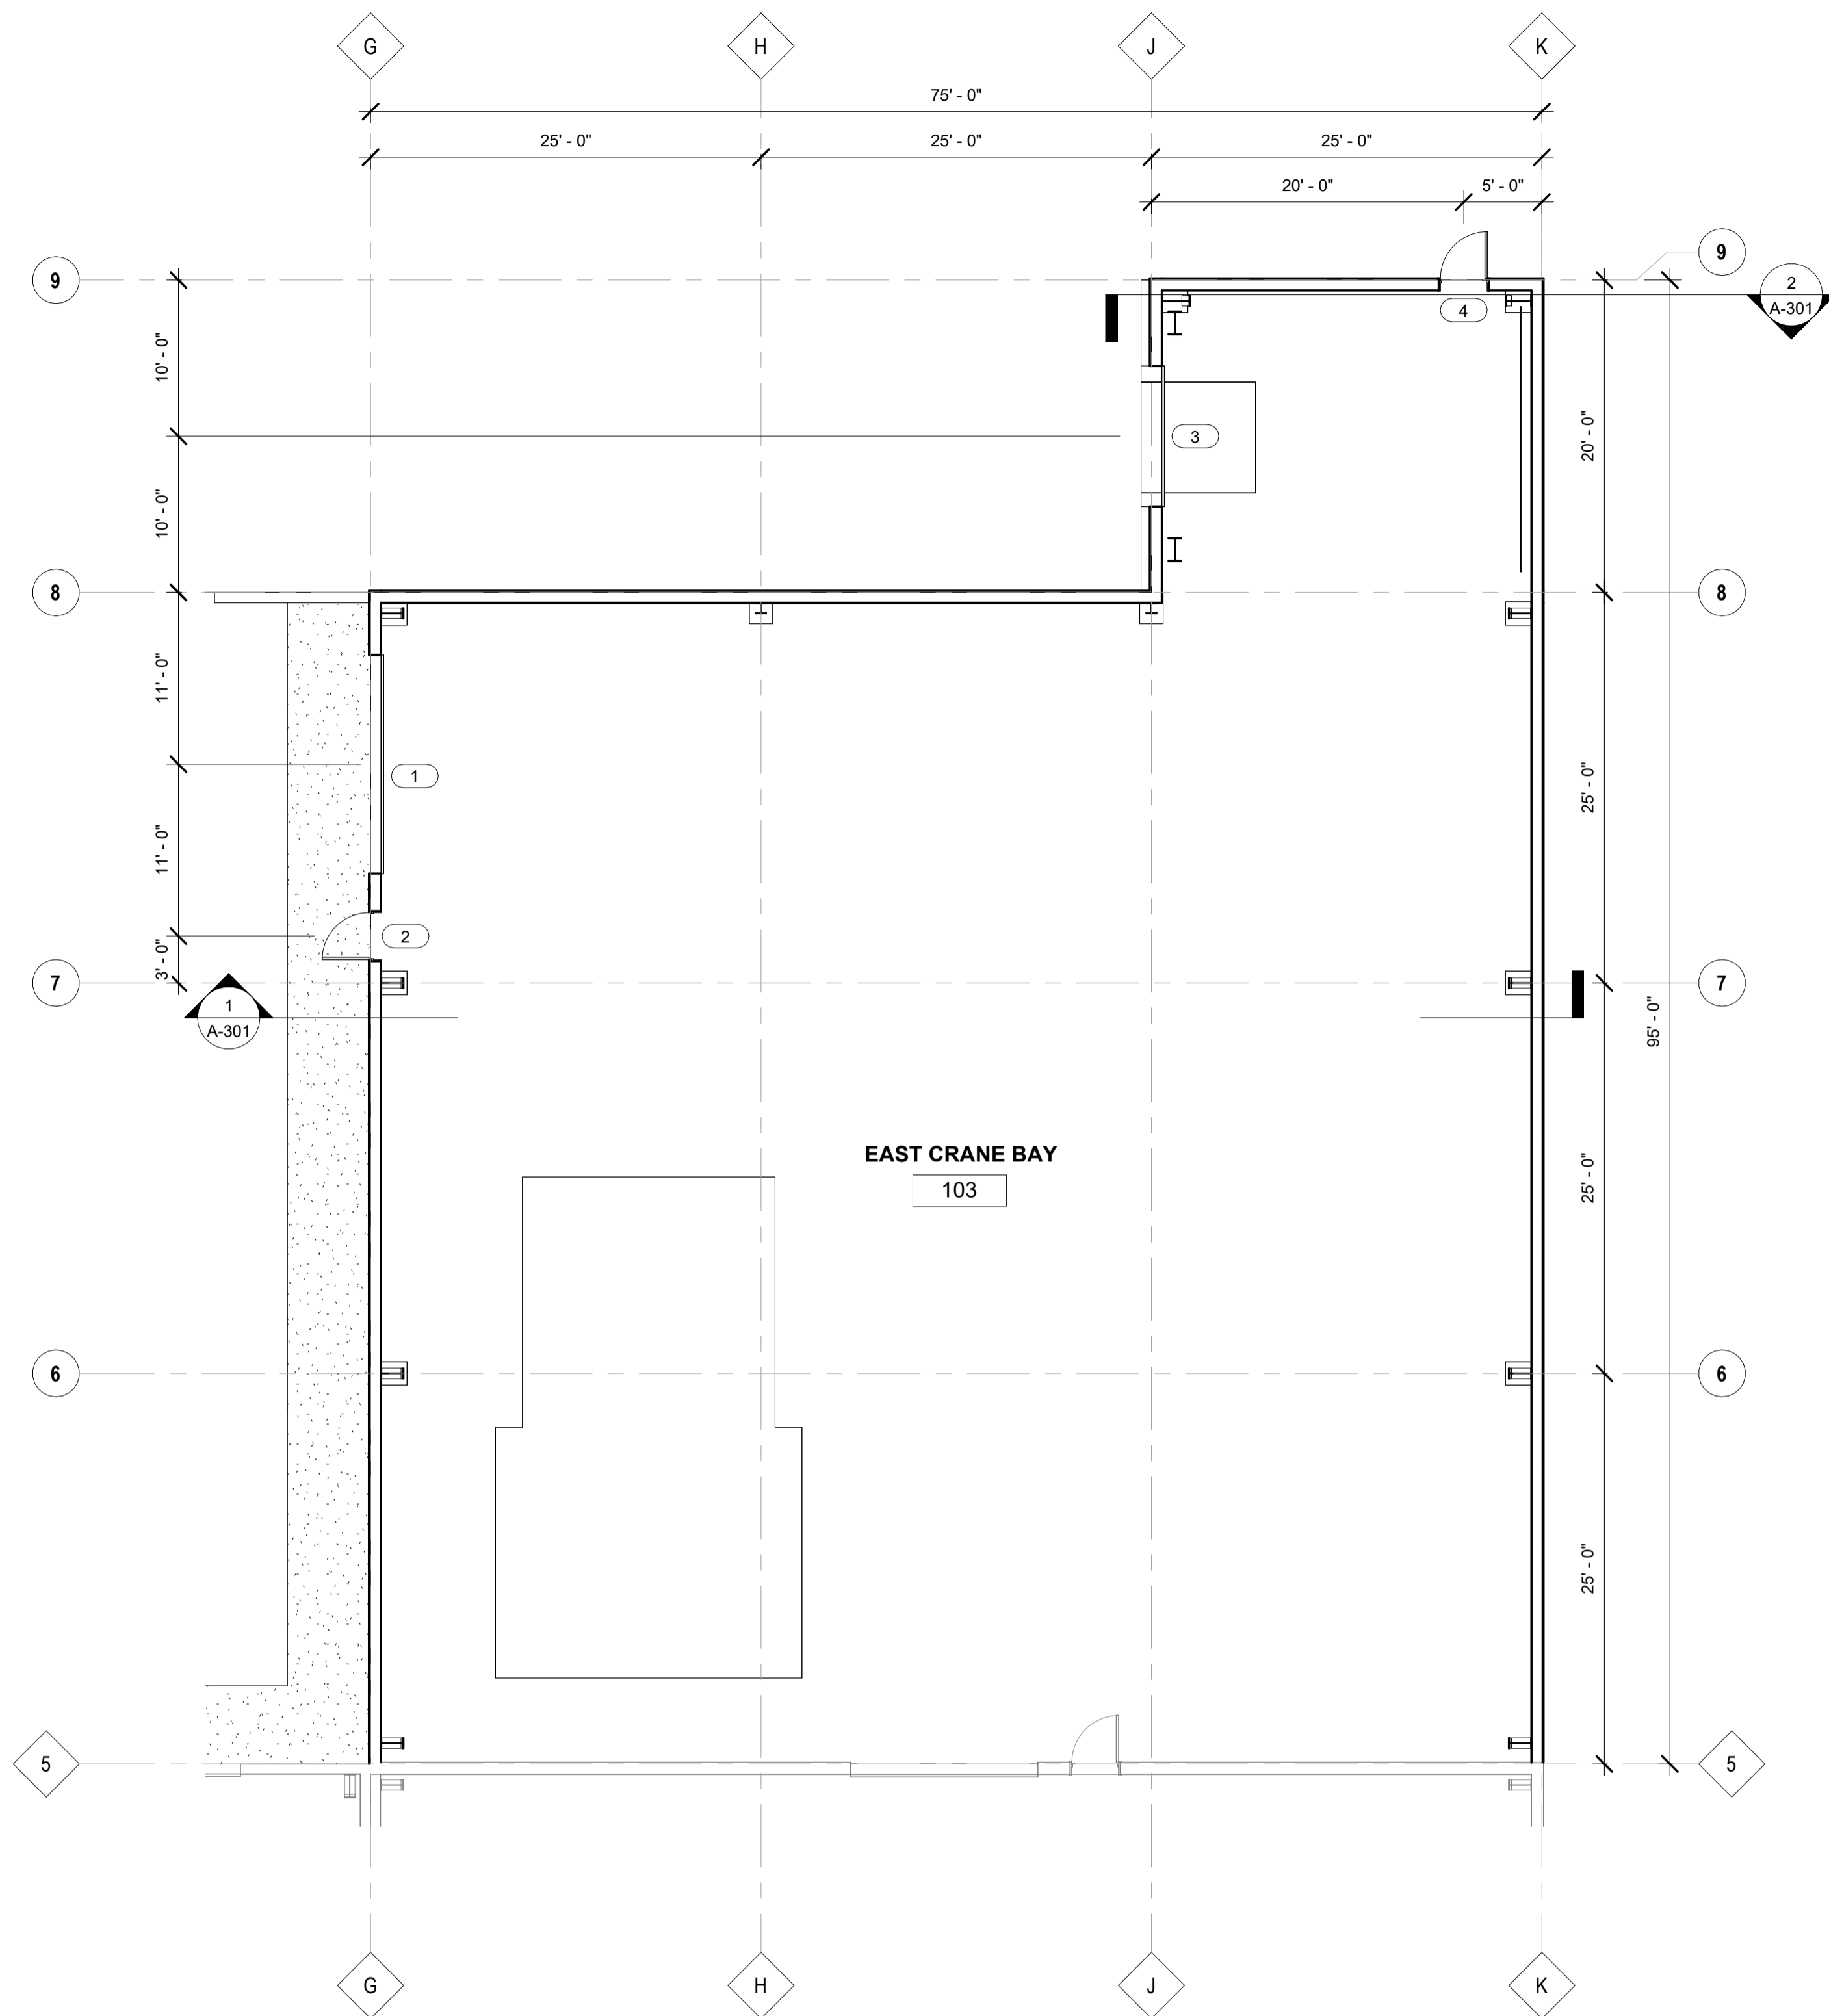 G H J K
75' - 0"
25' - 0" 25' - 0" 25' - 0"
20' - 0" 5' - 0"
9 9
2
A-301
4
10' - 0"
3
20' - 0"
10' - 0"
8 8
11' - 0"
1
25' - 0"
11' - 0"
2
3' - 0"
7 7
1
A-301
95' - 0"
EAST CRANE BAY
103
25' - 0"
6 6
25' - 0"
5 5
G H J K